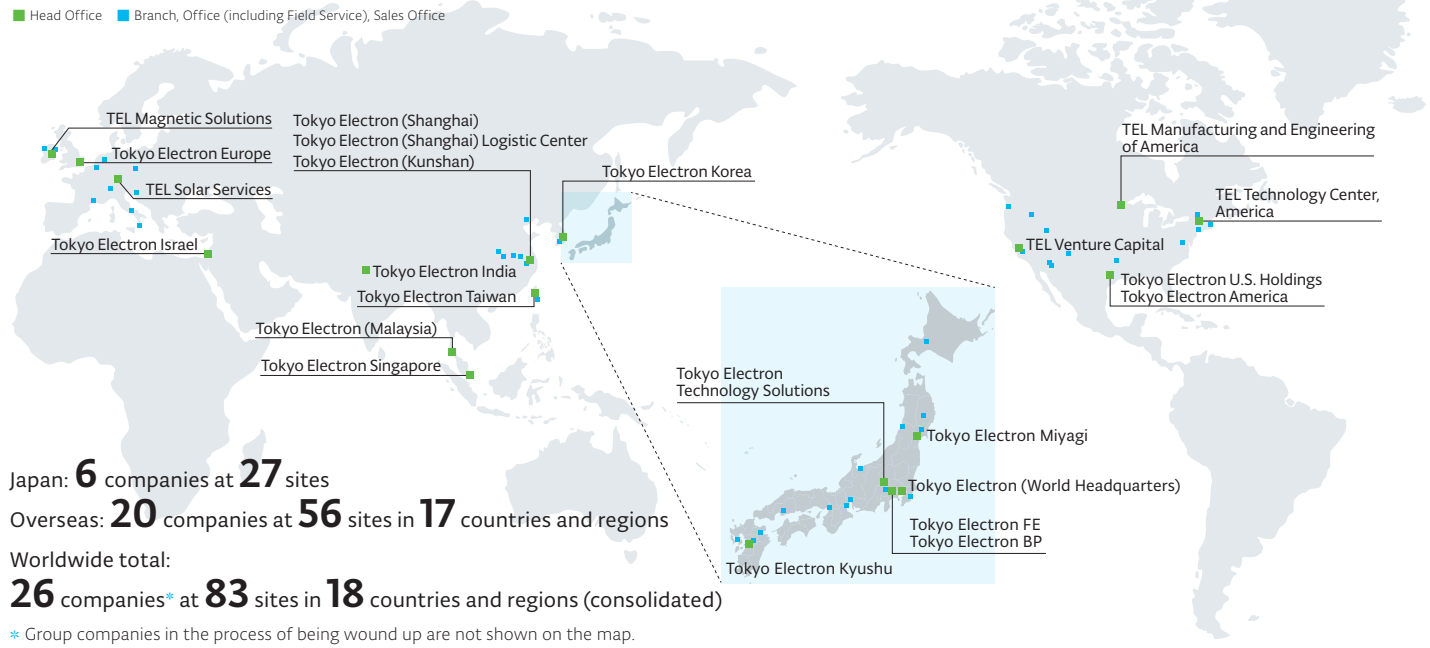 Head Office
Branch, Office (including Field Service), Sales Office
TEL Magnetic Solutions
Tokyo Electron Europe
TEL Solar Services
Tokyo Electron Israel
Tokyo Electron (Shanghai)
Tokyo Electron (Shanghai) Logistic Center
Tokyo Electron (Kunshan)
Tokyo Electron Korea
Tokyo Electron India
Tokyo Electron Taiwan
Tokyo Electron (Malaysia)
Tokyo Electron Singapore
TEL Manufacturing and Engineering
of America
TEL Technology Center,
America
TEL Venture Capital
Tokyo Electron U.S. Holdings
Tokyo Electron America
Tokyo Electron
Technology Solutions
Tokyo Electron Miyagi
Tokyo Electron (World Headquarters)
Tokyo Electron FE
Tokyo Electron BP
Tokyo Electron Kyushu
Japan: 6 companies at 27 sites
Overseas: 20 companies at 56 sites in 17 countries and regions
Worldwide total:
26 companies* at 83 sites in 18 countries and regions (consolidated)
* Group companies in the process of being wound up are not shown on the map.